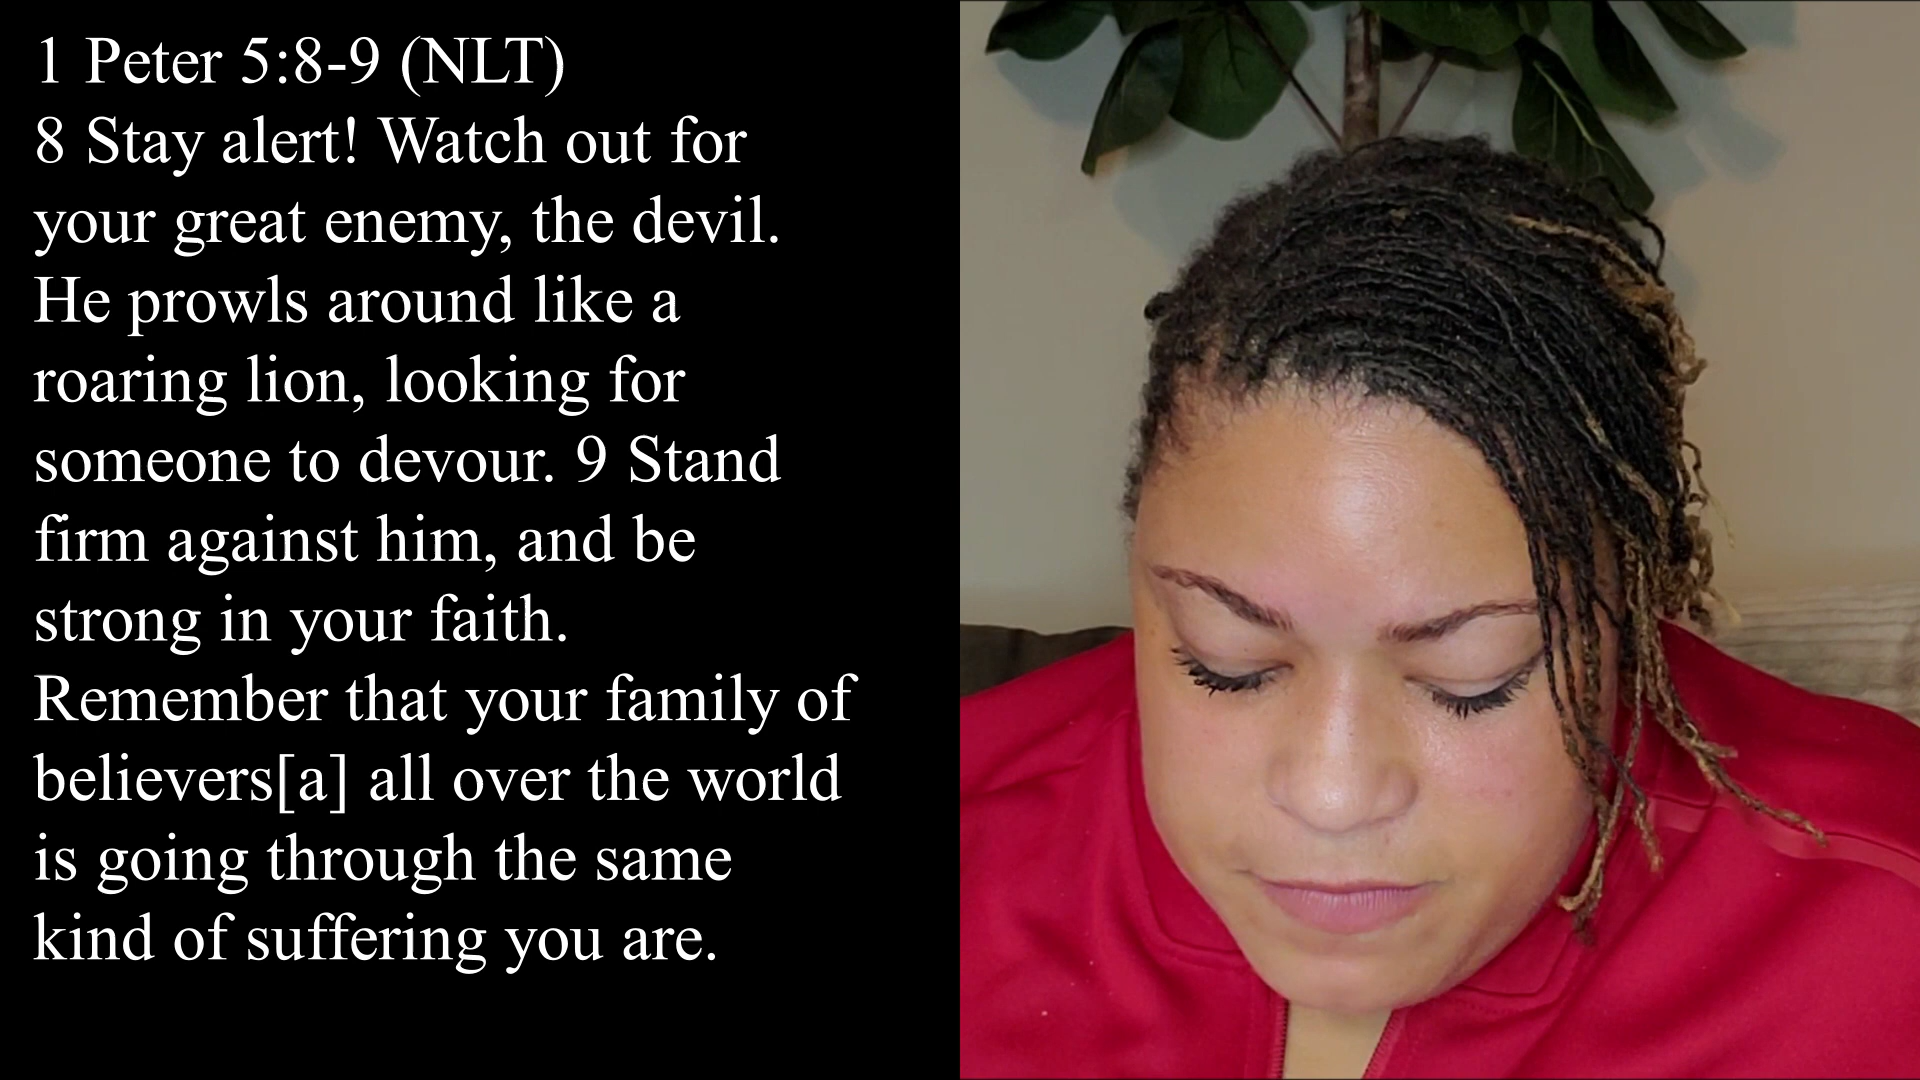 1 Peter 5:8-9 (NLT)
8 Stay alert! Watch out for
your great enemy, the devil.
He prowls around like a
roaring lion, looking for
someone to devour. 9 Stand
firm against him, and be
strong in your faith.
Remember that your family of
believers[a] all over the world
is going through the same
kind of suffering you are.